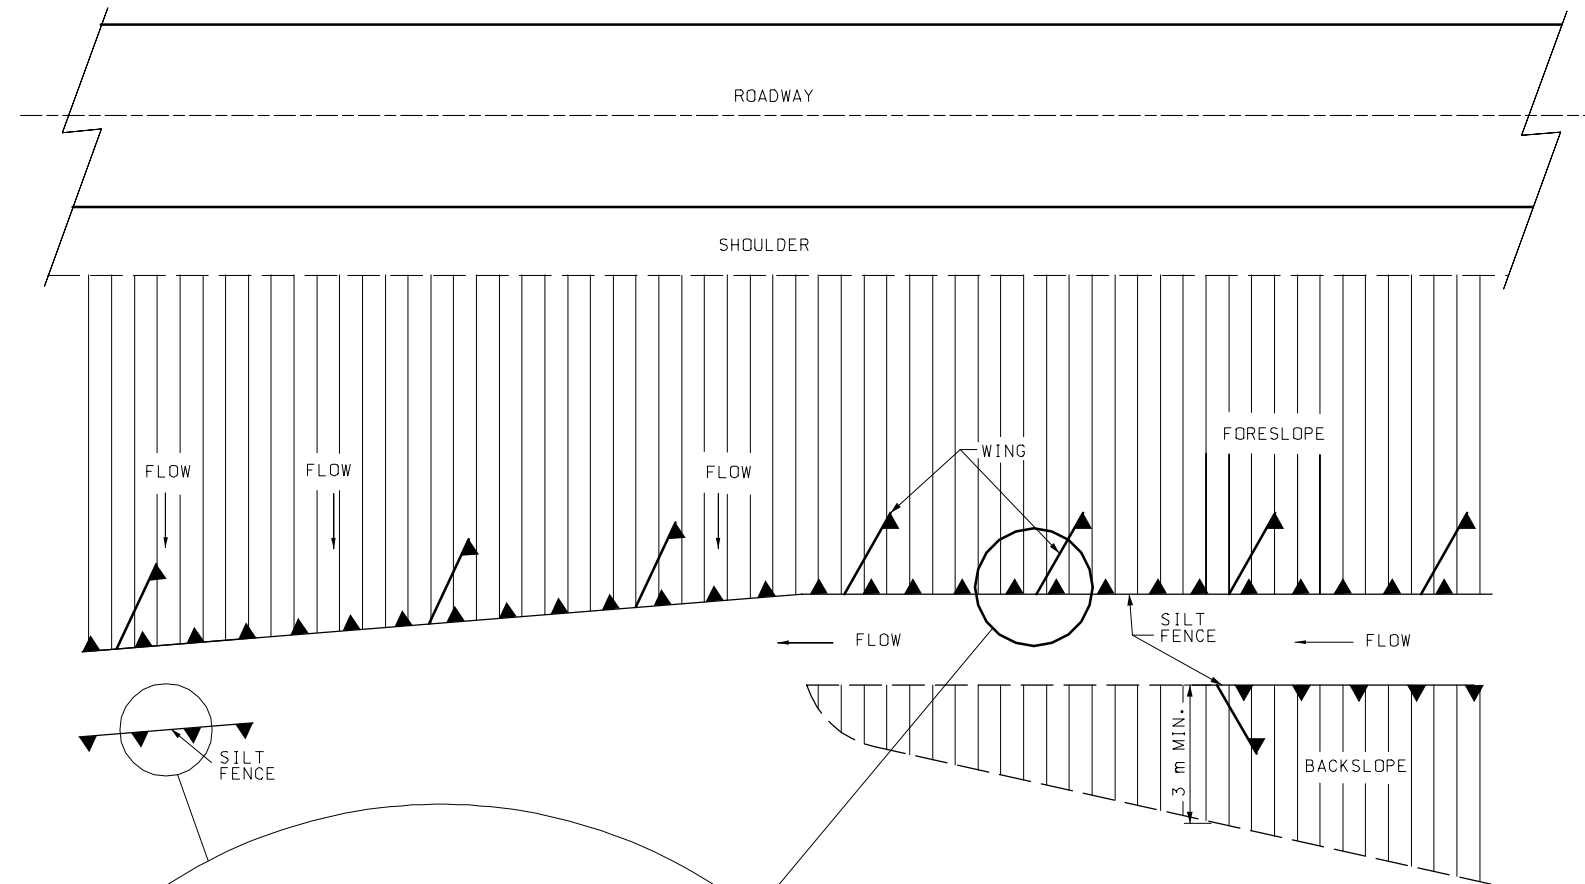 ROADWAY
SHOULDER
FORESLOPE
WING
FLOW
FLOW
FLOW
SILT
FENCE
FLOW
FLOW
3 m MIN.
SILT
FENCE
BACKSLOPE